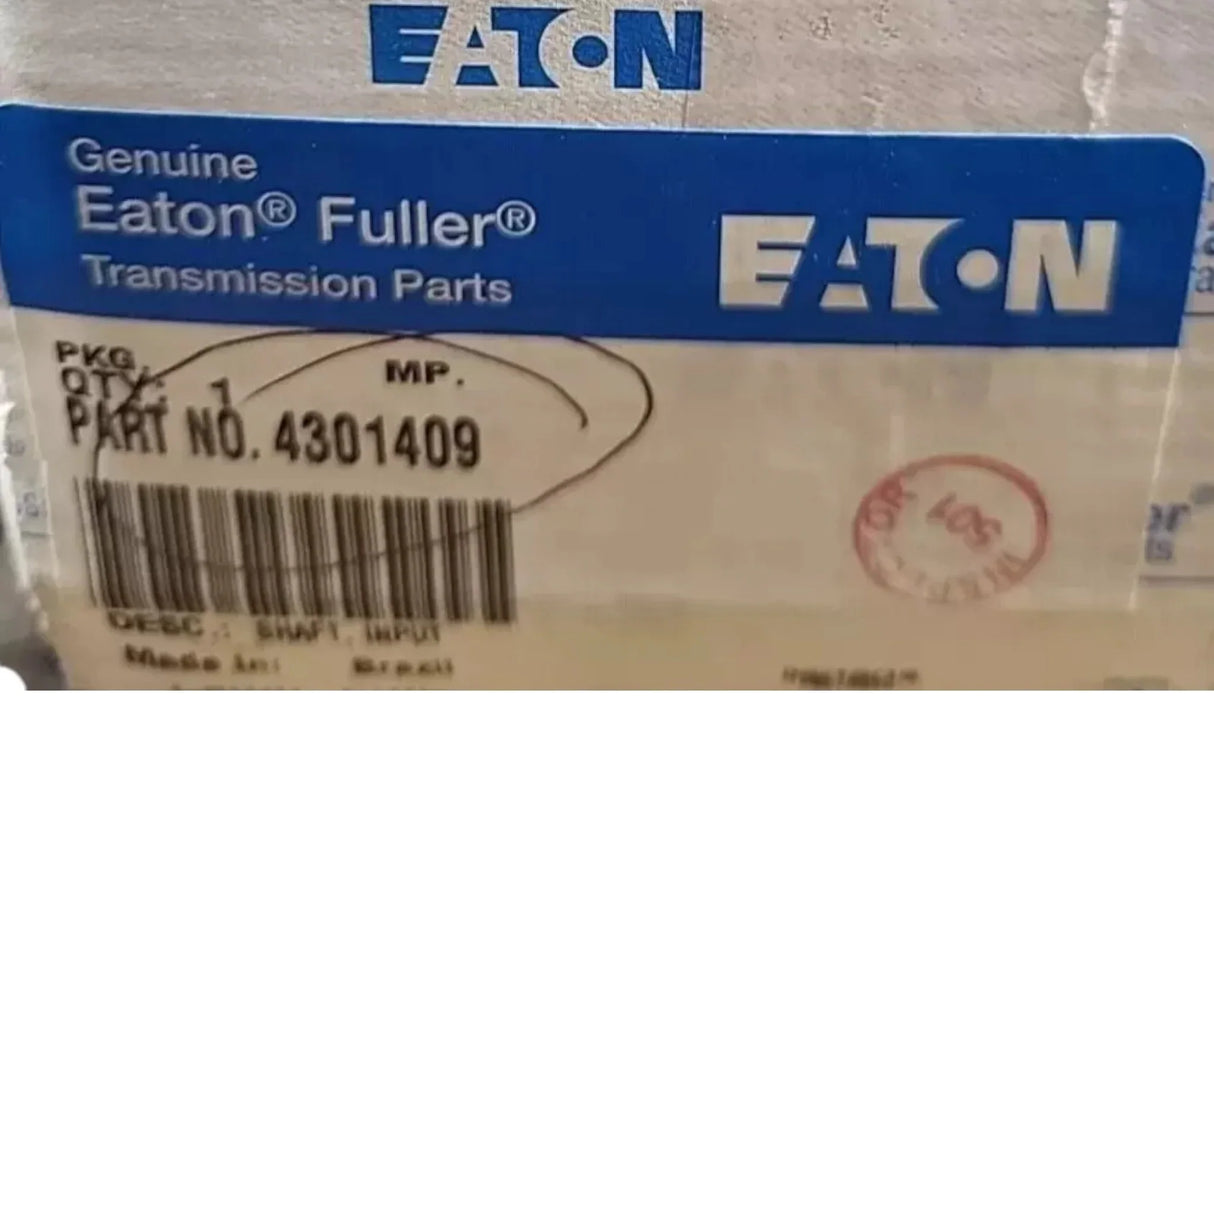 EATON
Genuine
Eaton® Fuller®
Transmission Parts
EATON
PKG.
QTY.: 1 MP.
PART NO. 4301409
DESC.: SHAFT, INPUT
Made in: Brazil